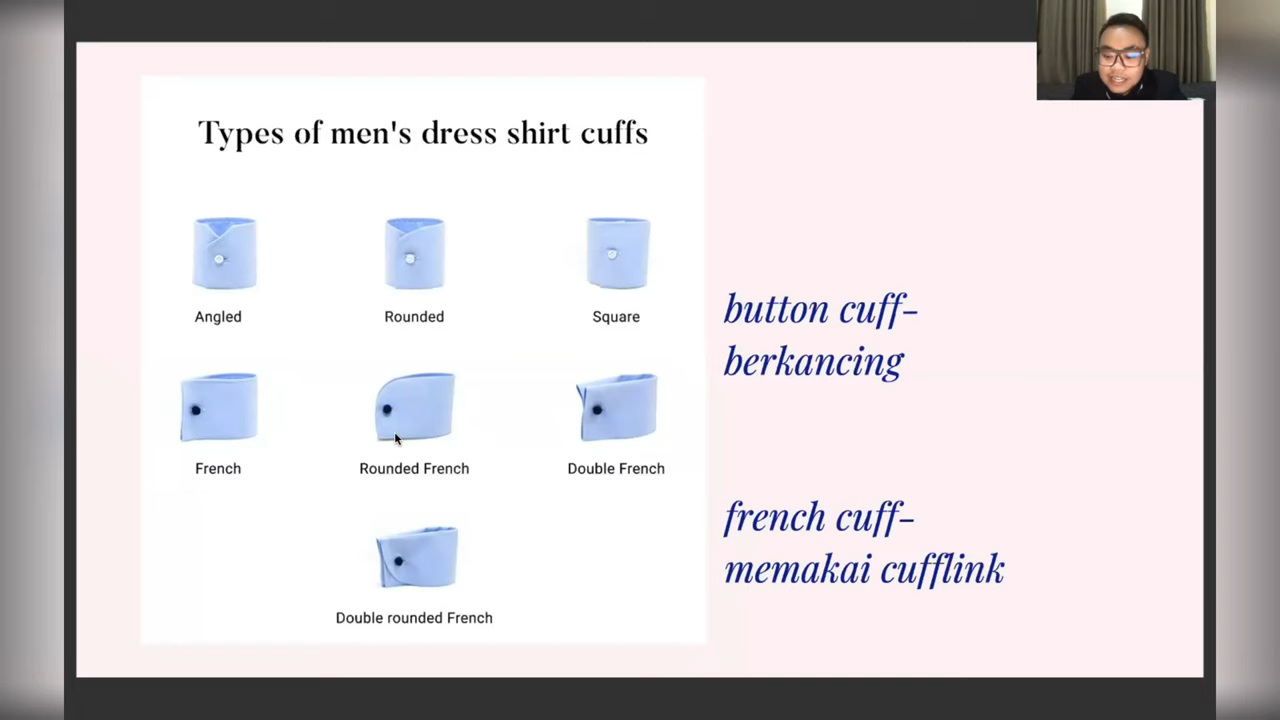 Types of men's dress shirt cuffs
Angled
Rounded
Square
button cuff-
berkancing
French
Rounded French
Double French
french cuff-
memakai cufflink
Double rounded French